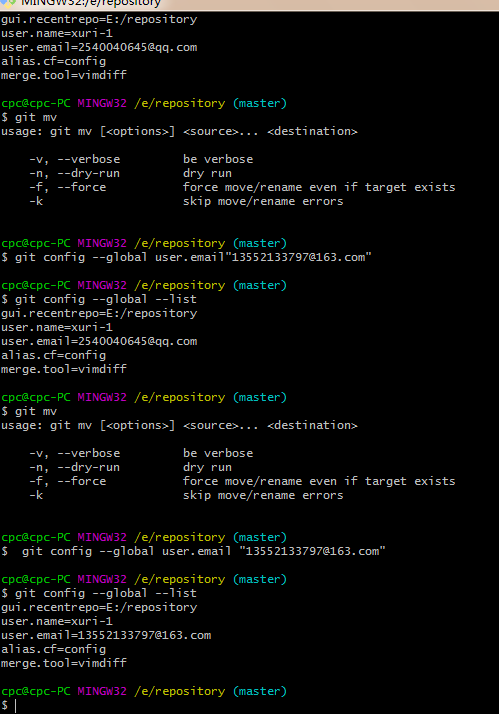 MINGW32:/e/repository
gui.recentrepo=E:/repository
user.name=xuri-1
user.email=2540040645@qq.com
alias.cf=config
merge.tool=vimdiff
cpc@cpc-PC MINGW32 /e/repository (master)
$ git mv
usage: git mv [<options>] <source>... <destination>
-v, --verbose be verbose
-n, --dry-run dry run
-f, --force force move/rename even if target exists
-k skip move/rename errors
cpc@cpc-PC MINGW32 /e/repository (master)
$ git config --global user.email"13552133797@163.com"
cpc@cpc-PC MINGW32 /e/repository (master)
$ git config --global --list
gui.recentrepo=E:/repository
user.name=xuri-1
user.email=2540040645@qq.com
alias.cf=config
merge.tool=vimdiff
cpc@cpc-PC MINGW32 /e/repository (master)
$ git mv
usage: git mv [<options>] <source>... <destination>
-v, --verbose be verbose
-n, --dry-run dry run
-f, --force force move/rename even if target exists
-k skip move/rename errors
cpc@cpc-PC MINGW32 /e/repository (master)
$  git config --global user.email "13552133797@163.com"
cpc@cpc-PC MINGW32 /e/repository (master)
$ git config --global --list
gui.recentrepo=E:/repository
user.name=xuri-1
user.email=13552133797@163.com
alias.cf=config
merge.tool=vimdiff
cpc@cpc-PC MINGW32 /e/repository (master)
$